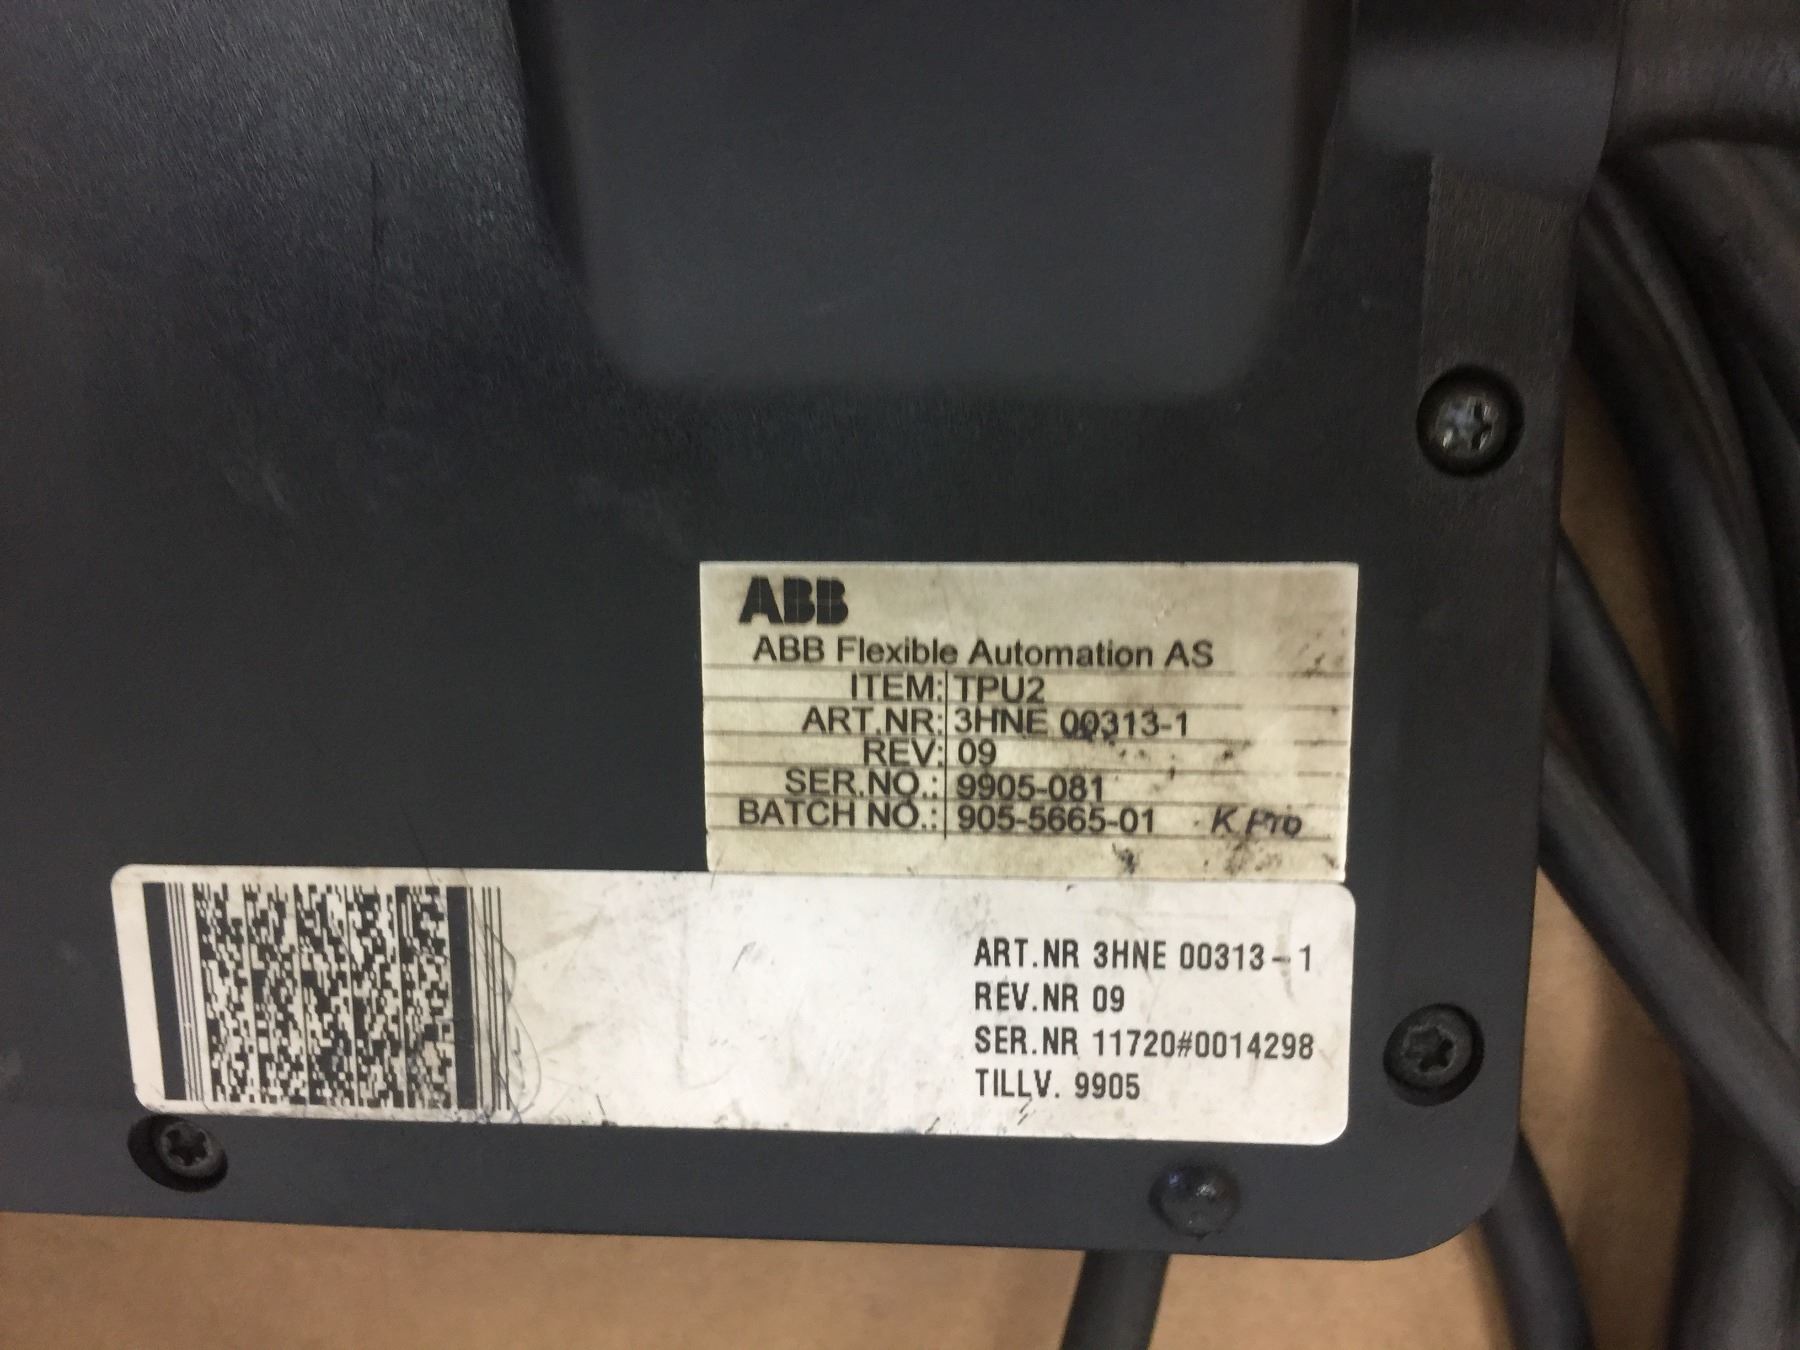 ABB
ABB Flexible Automation AS
ITEM: TPU2
ART.NR: 3HNE 00313-1
REV: 09
SER.NO.: 9905-081
BATCH NO.: 905-5665-01 K Pro
ART.NR 3HNE 00313-1
REV.NR 09
SER.NR 11720#0014298
TILLV. 9905